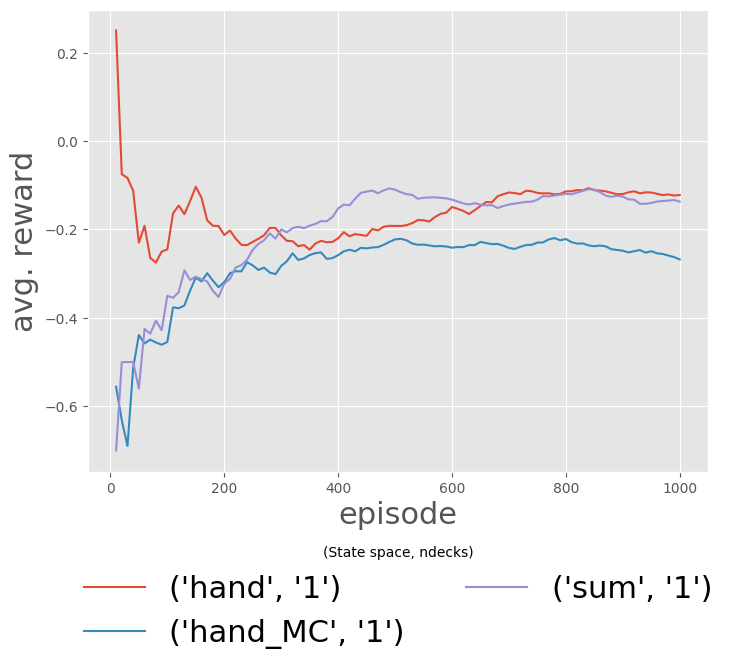 avg. reward
0.2
0.0
−0.2
−0.4
−0.6
0 200 400 600 800 1000
episode
(State space, ndecks)
('hand', '1') ('sum', '1')
('hand_MC', '1')